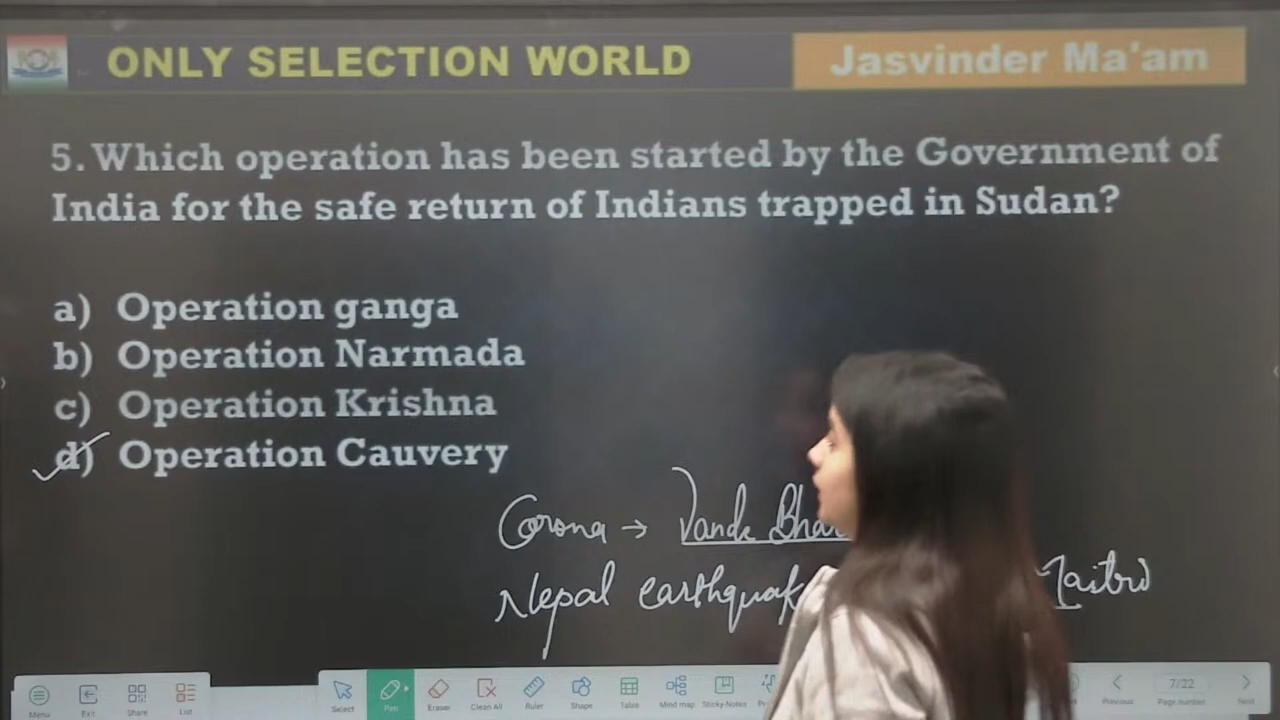 ONLY SELECTION WORLD Jasvinder Ma'am
5. Which operation has been started by the Government of
India for the safe return of Indians trapped in Sudan?
a) Operation ganga
b) Operation Narmada
c) Operation Krishna
d) Operation Cauvery
Corona → Vande
Nepal
Menu Exit Share List Select Pen Eraser Clean All Ruler Shape Table Mind map Sticky-Notes Previous 7/22 Page number Next